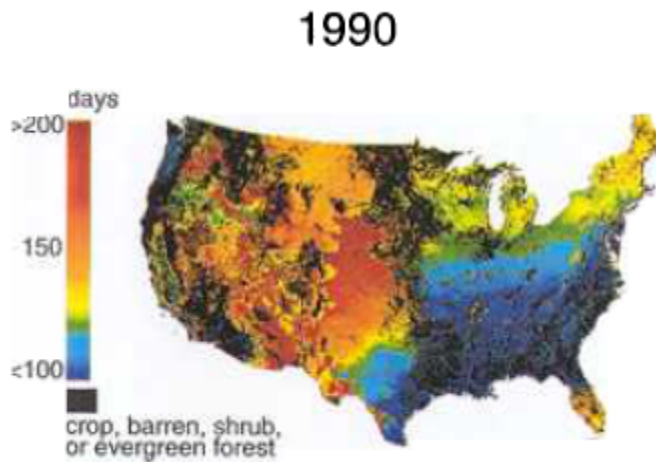 1990
days
>200
150
<100
crop, barren, shrub,
or evergreen forest